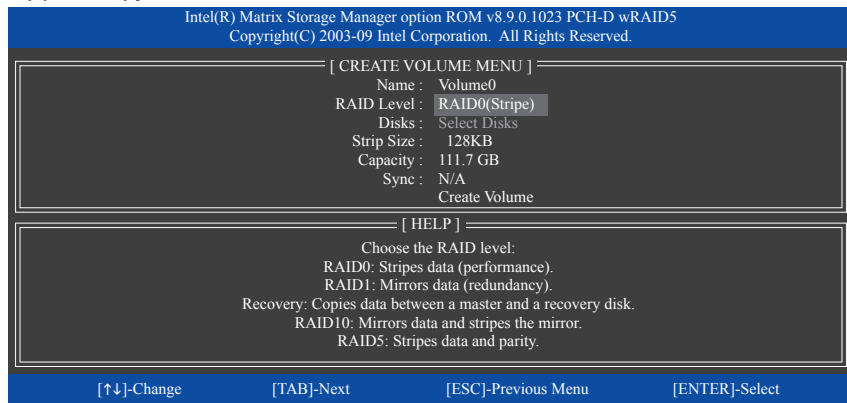 Intel(R) Matrix Storage Manager option ROM v8.9.0.1023 PCH-D wRAID5
Copyright(C) 2003-09 Intel Corporation.  All Rights Reserved.
[ CREATE VOLUME MENU ]
Name : Volume0
RAID Level : RAID0(Stripe)
Disks : Select Disks
Strip Size : 128KB
Capacity : 111.7 GB
Sync : N/A
Create Volume
[ HELP ]
Choose the RAID level:
RAID0: Stripes data (performance).
RAID1: Mirrors data (redundancy).
Recovery: Copies data between a master and a recovery disk.
RAID10: Mirrors data and stripes the mirror.
RAID5: Stripes data and parity.
[↑↓]-Change [TAB]-Next [ESC]-Previous Menu [ENTER]-Select